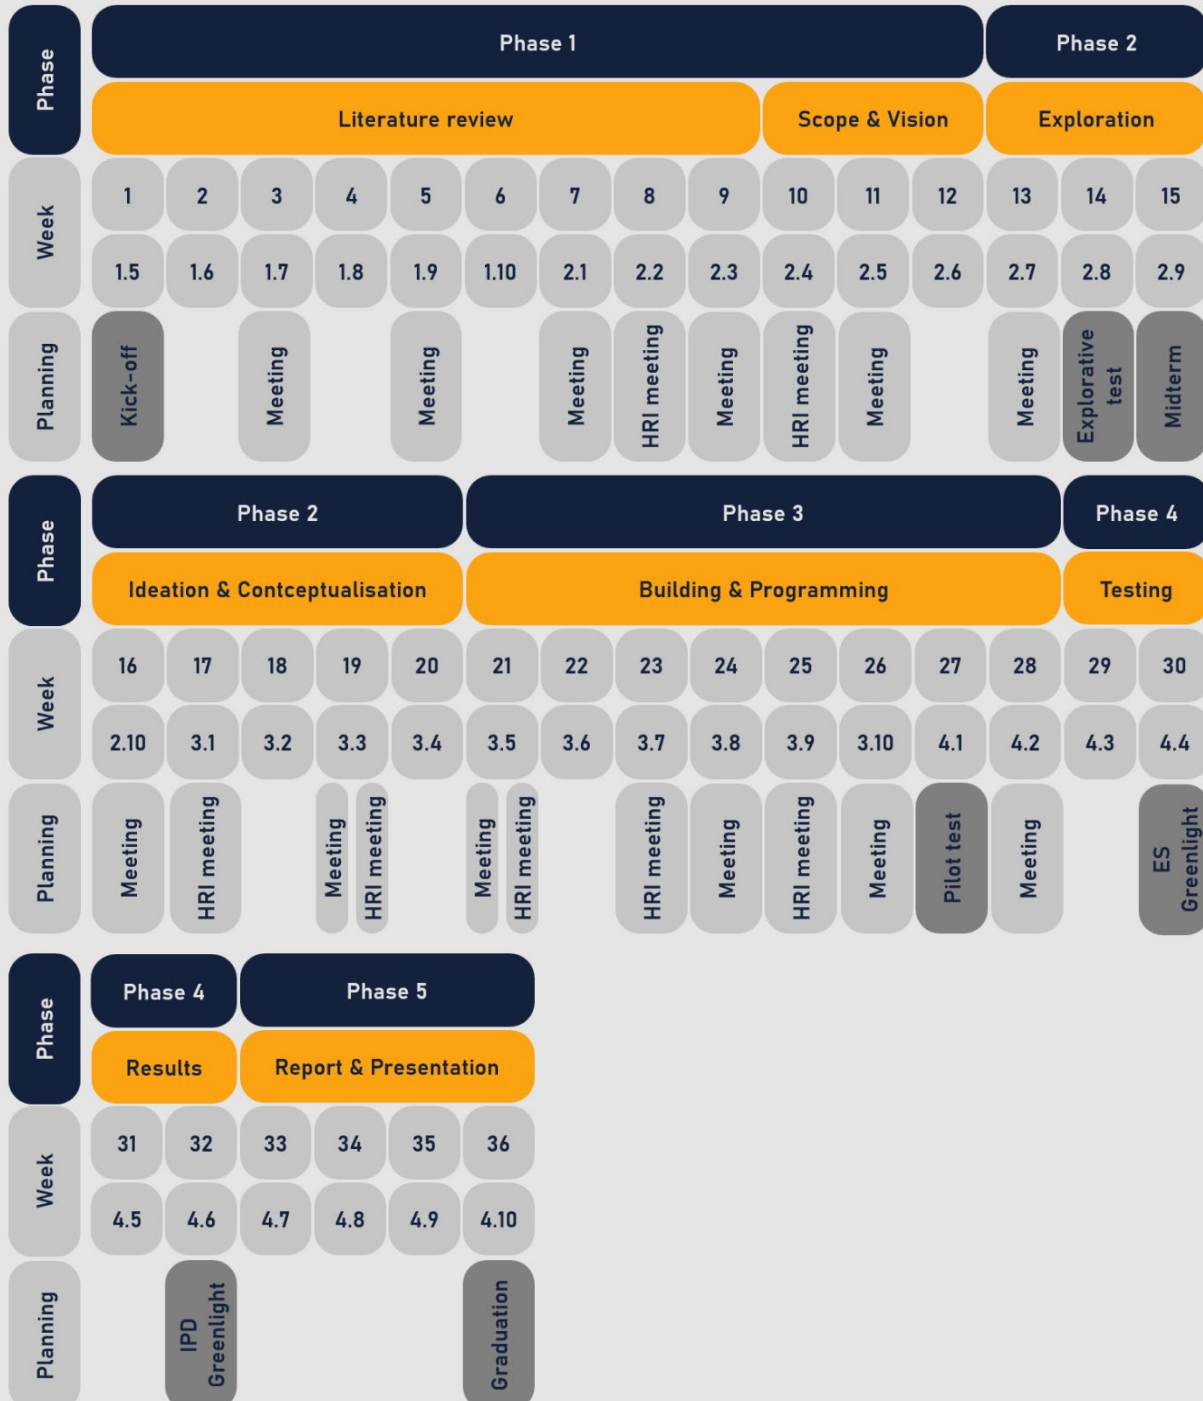 Phase
Phase 1
Phase 2
Literature review
Scope & Vision
Exploration
Week
1 2 3 4 5 6 7 8 9 10 11 12 13 14 15
1.5 1.6 1.7 1.8 1.9 1.10 2.1 2.2 2.3 2.4 2.5 2.6 2.7 2.8 2.9
Planning
Kick-off
Meeting
Meeting
Meeting
HRI meeting
Meeting
HRI meeting
Meeting
Meeting
Explorative
test
Midterm
Phase
Phase 2
Phase 3
Phase 4
Ideation & Contceptualisation
Building & Programming
Testing
Week
16 17 18 19 20 21 22 23 24 25 26 27 28 29 30
2.10 3.1 3.2 3.3 3.4 3.5 3.6 3.7 3.8 3.9 3.10 4.1 4.2 4.3 4.4
Planning
Meeting
HRI meeting
Meeting
HRI meeting
Meeting
HRI meeting
HRI meeting
Meeting
HRI meeting
Meeting
Pilot test
Meeting
ES
Greenlight
Phase
Phase 4
Phase 5
Results
Report & Presentation
Week
31 32 33 34 35 36
4.5 4.6 4.7 4.8 4.9 4.10
Planning
IPD
Greenlight
Graduation